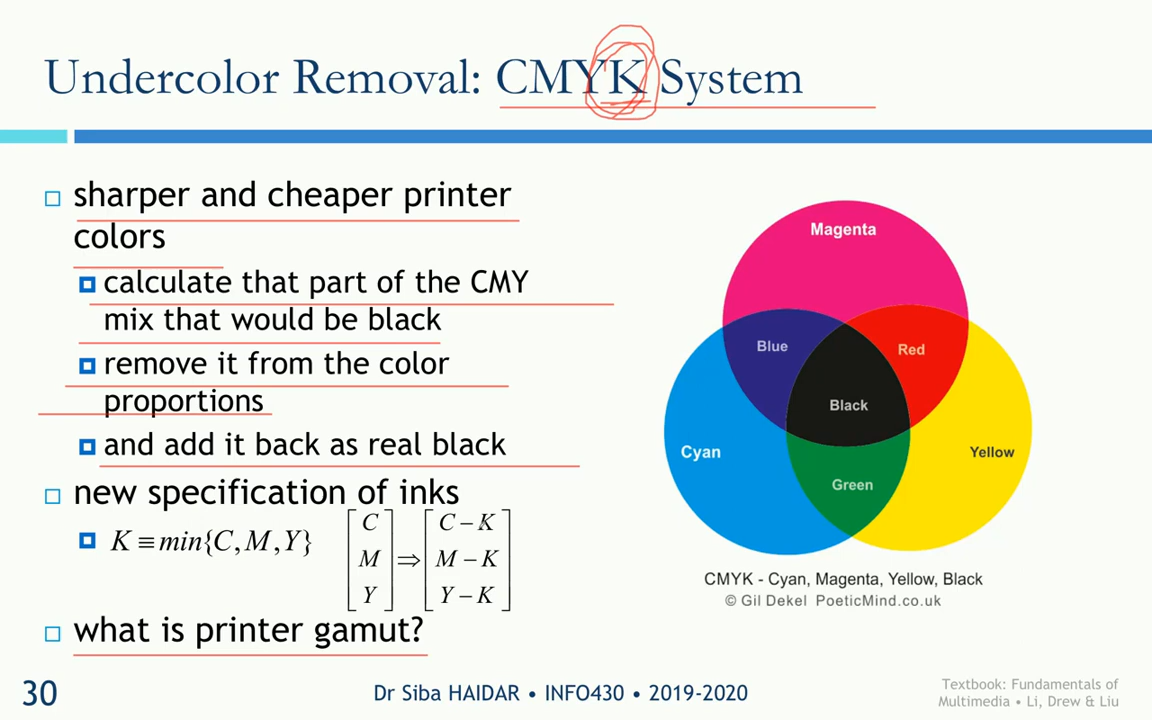 Undercolor Removal: CMYK System
sharper and cheaper printer
colors
calculate that part of the CMY
mix that would be black
remove it from the color
proportions
and add it back as real black
new specification of inks
K ≡ min{C, M, Y} [C M Y] ⇒ [C – K M – K Y – K]
what is printer gamut?
Magenta
Blue
Red
Black
Cyan
Yellow
Green
CMYK - Cyan, Magenta, Yellow, Black
© Gil Dekel PoeticMind.co.uk
30
Dr Siba HAIDAR • INFO430 • 2019-2020
Textbook: Fundamentals of
Multimedia • Li, Drew & Liu